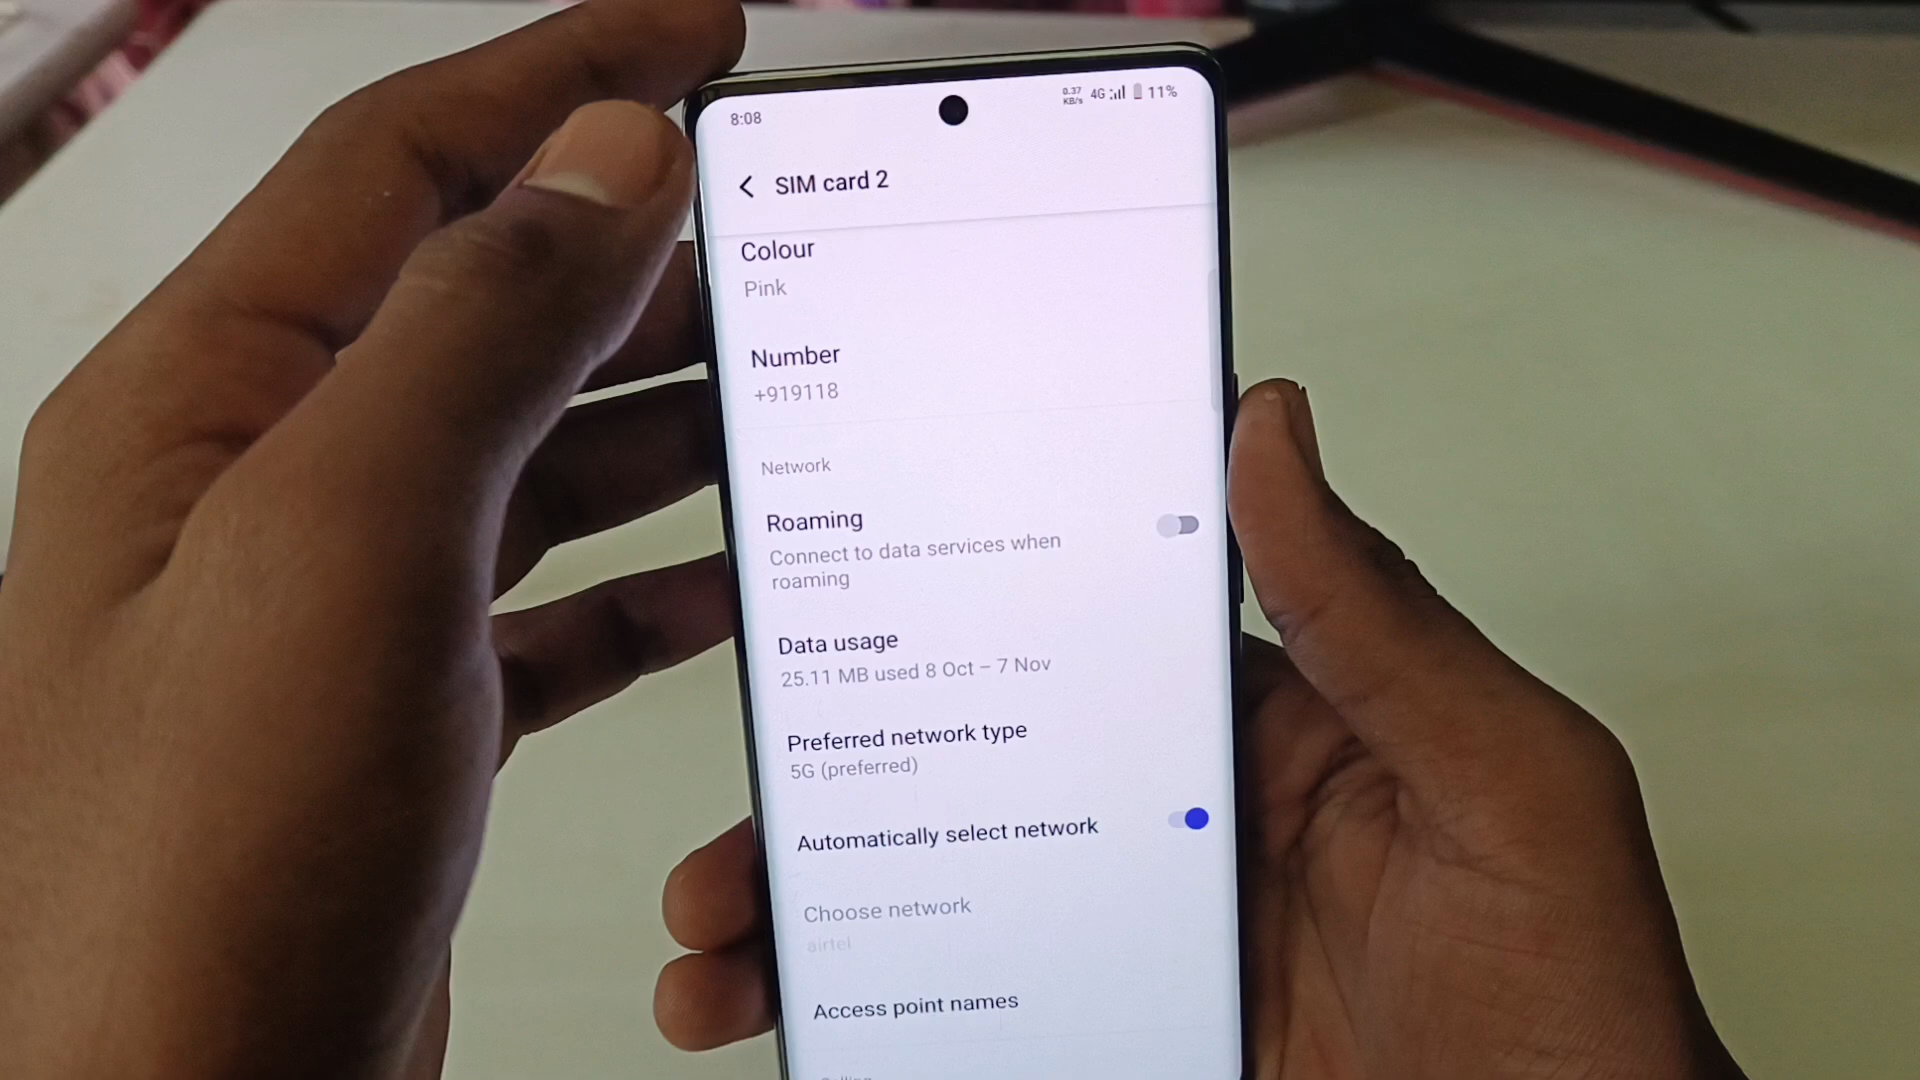 8:08
0.37
KB/s
4G
11%
SIM card 2
Colour
Pink
Number
+919118
Network
Roaming
Connect to data services when
roaming
Data usage
25.11 MB used 8 Oct – 7 Nov
Preferred network type
5G (preferred)
Automatically select network
Choose network
airtel
Access point names